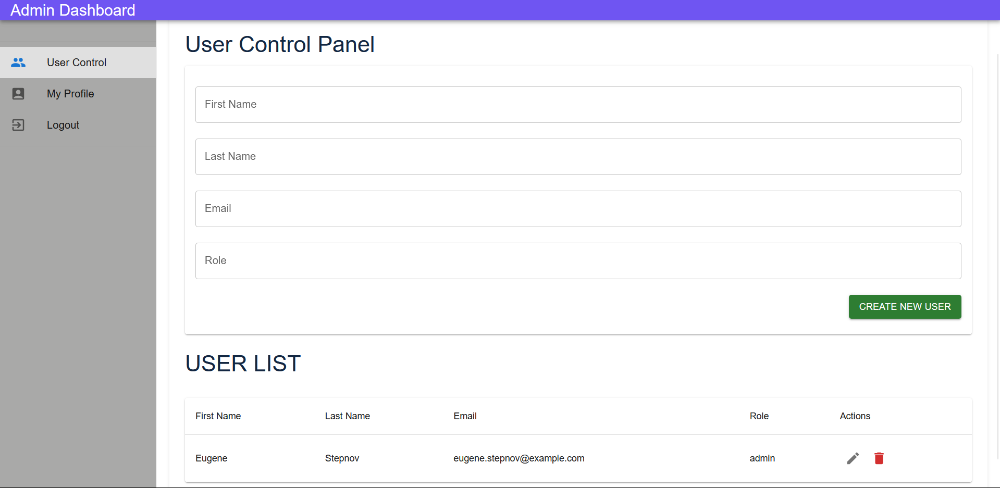 Admin Dashboard
User Control
My Profile
Logout
User Control Panel
First Name
Last Name
Email
Role
CREATE NEW USER
USER LIST
First Name Last Name Email Role Actions
Eugene Stepnov eugene.stepnov@example.com admin